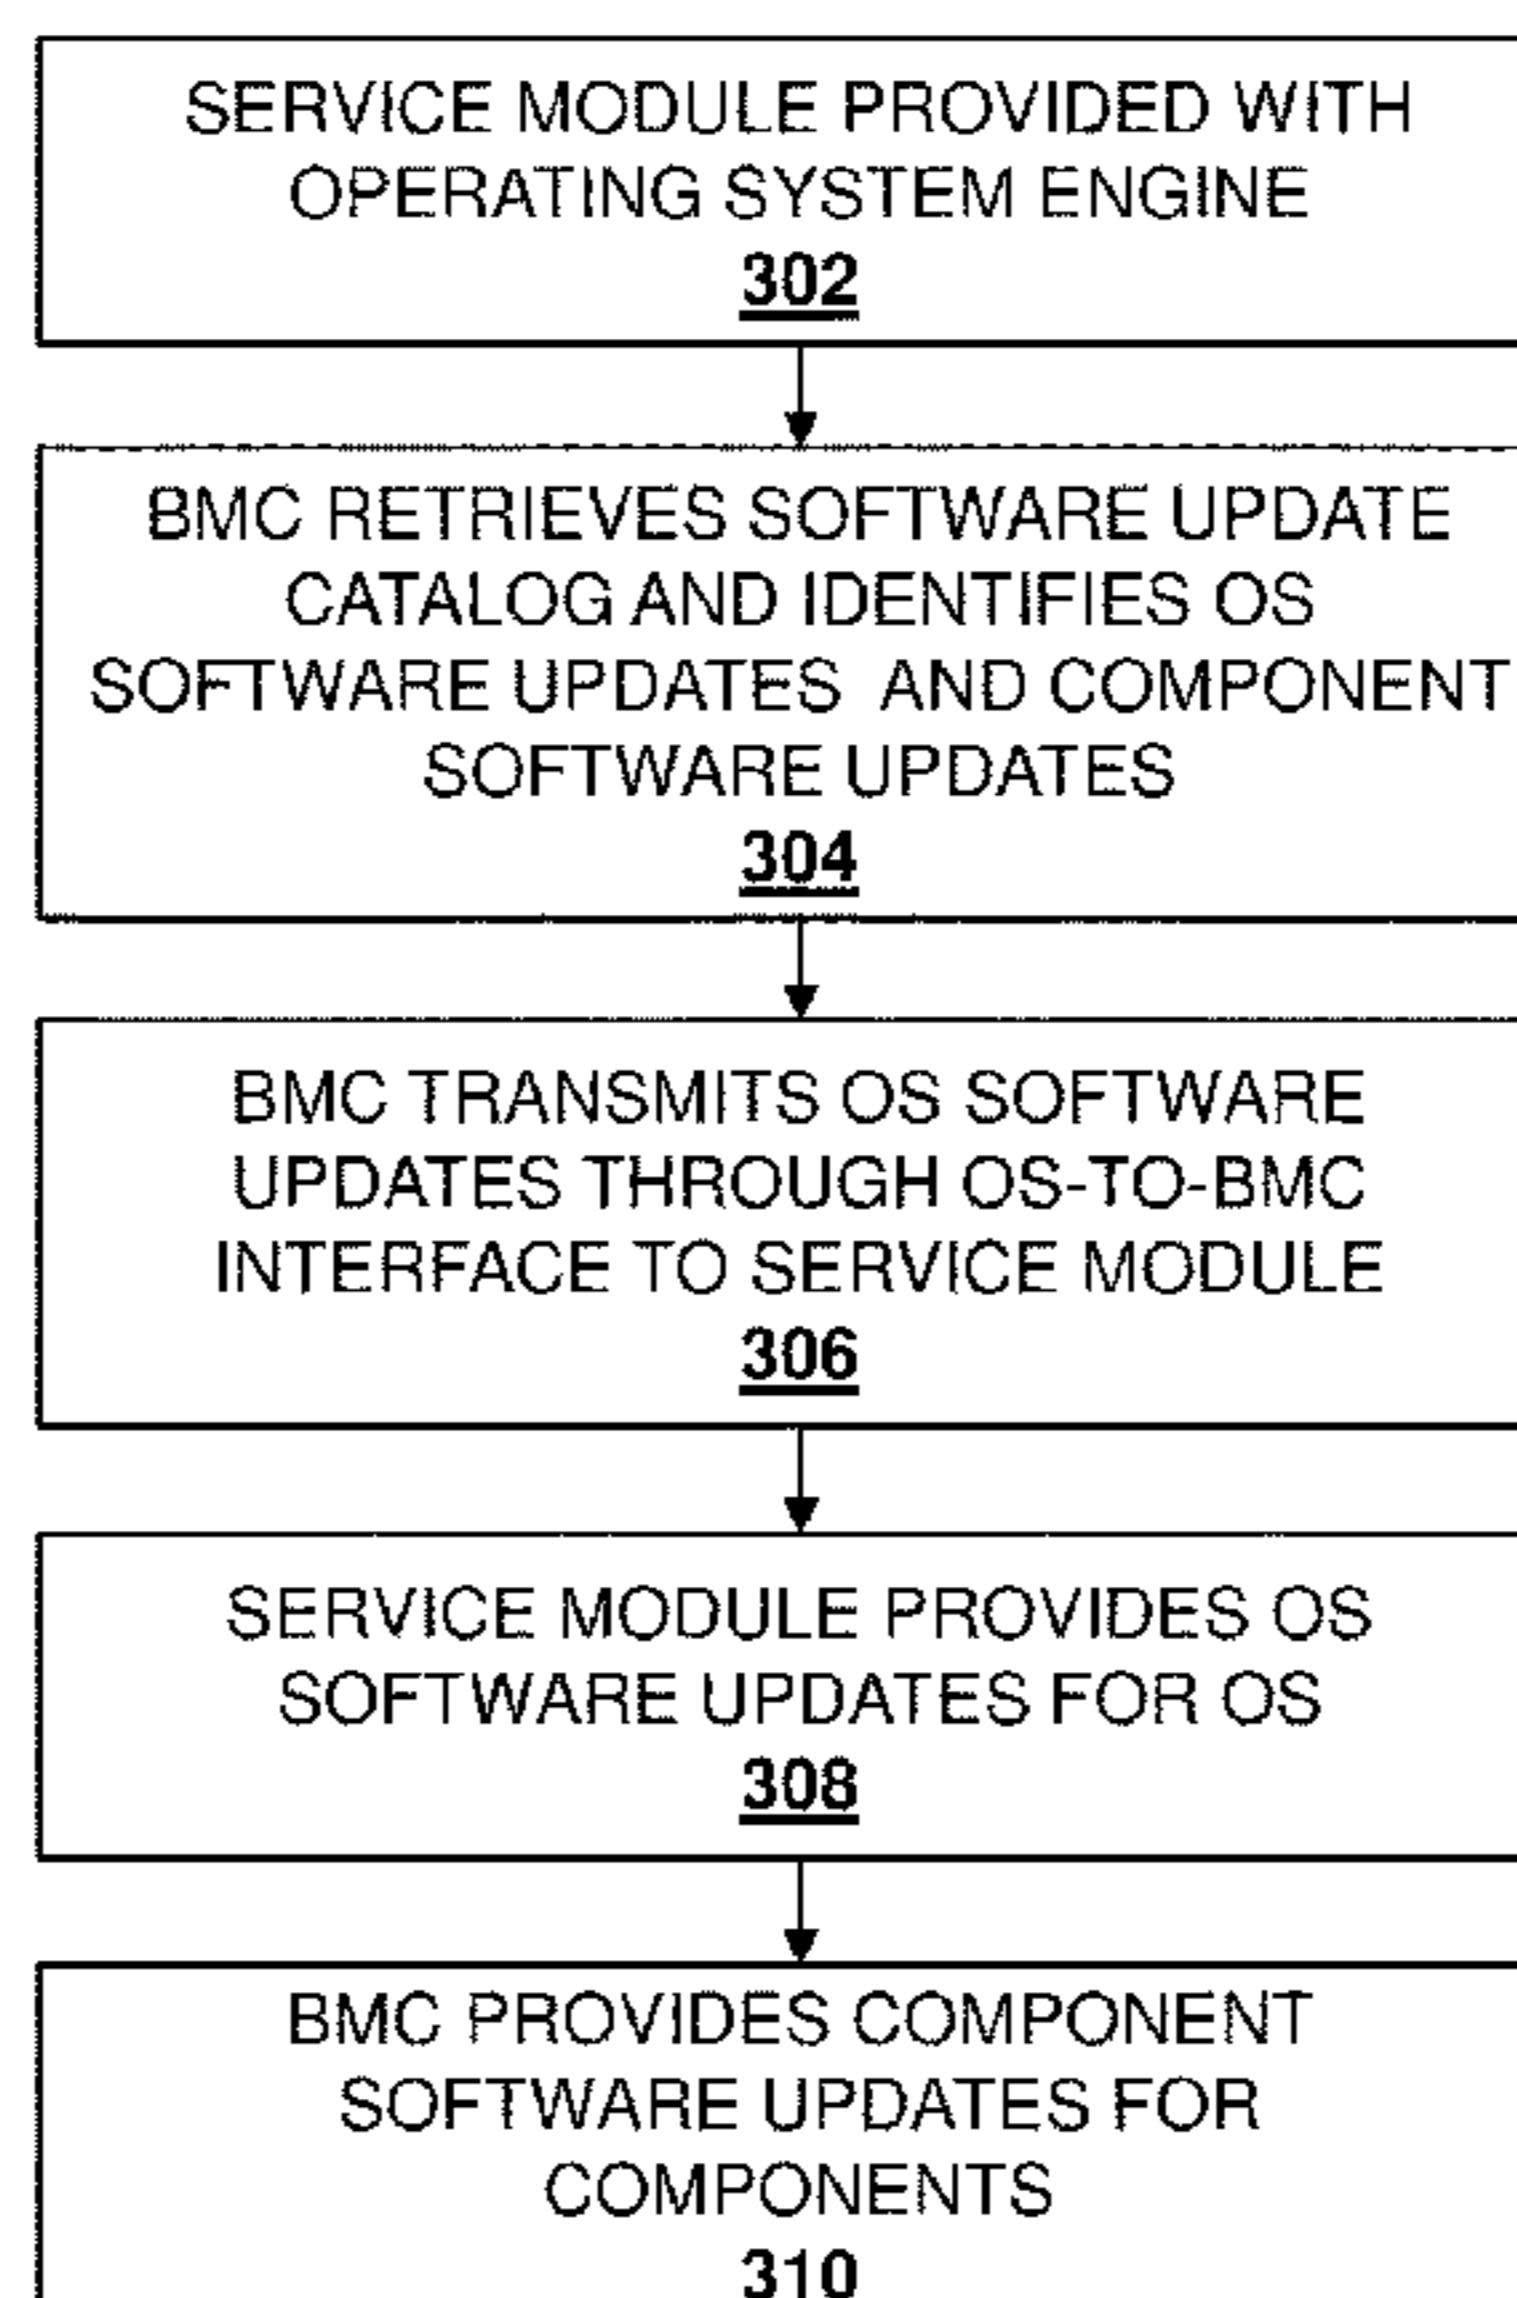 SERVICE MODULE PROVIDED WITH
OPERATING SYSTEM ENGINE
302
BMC RETRIEVES SOFTWARE UPDATE
CATALOG AND IDENTIFIES OS
SOFTWARE UPDATES AND COMPONENT
SOFTWARE UPDATES
304
BMC TRANSMITS OS SOFTWARE
UPDATES THROUGH OS-TO-BMC
INTERFACE TO SERVICE MODULE
306
SERVICE MODULE PROVIDES OS
SOFTWARE UPDATES FOR OS
308
BMC PROVIDES COMPONENT
SOFTWARE UPDATES FOR
COMPONENTS
310